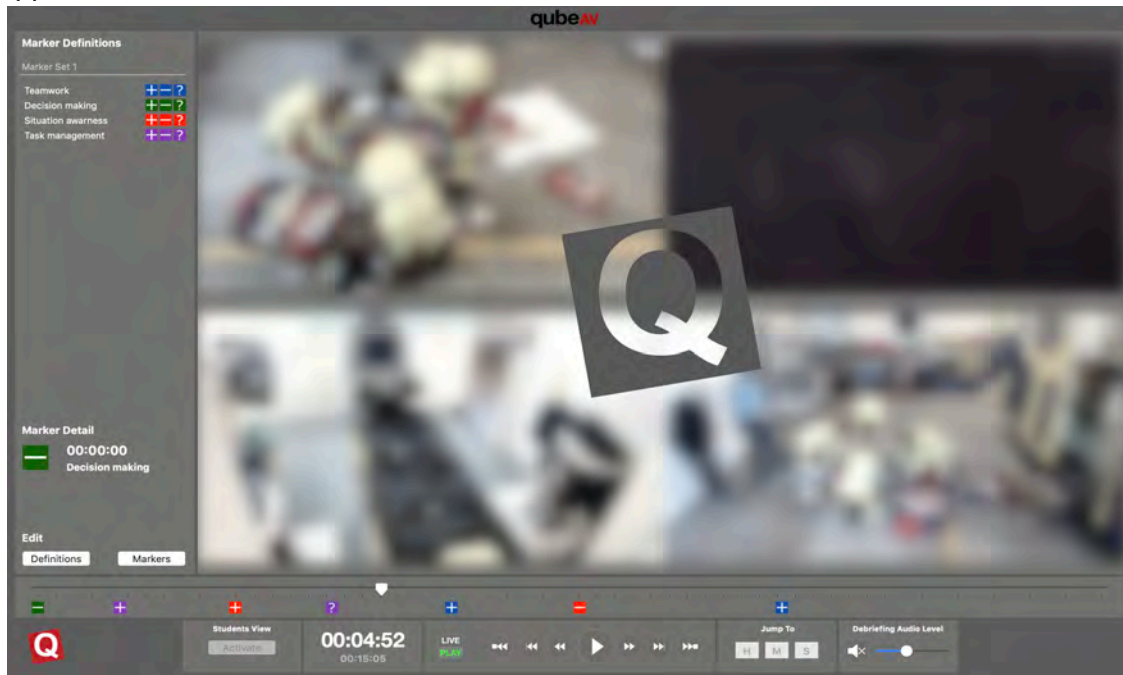 qubeAV
Marker Definitions
Marker Set 1
Teamwork + − ?
Decision making + − ?
Situation awarness + − ?
Task management + − ?
Q
Marker Detail
− 00:00:00
Decision making
Edit
Definitions Markers
− + + ? + − +
Q
Students View
Activate
00:04:52
00:15:05
LIVE
PLAY
Jump To
H M S
Debriefing Audio Level